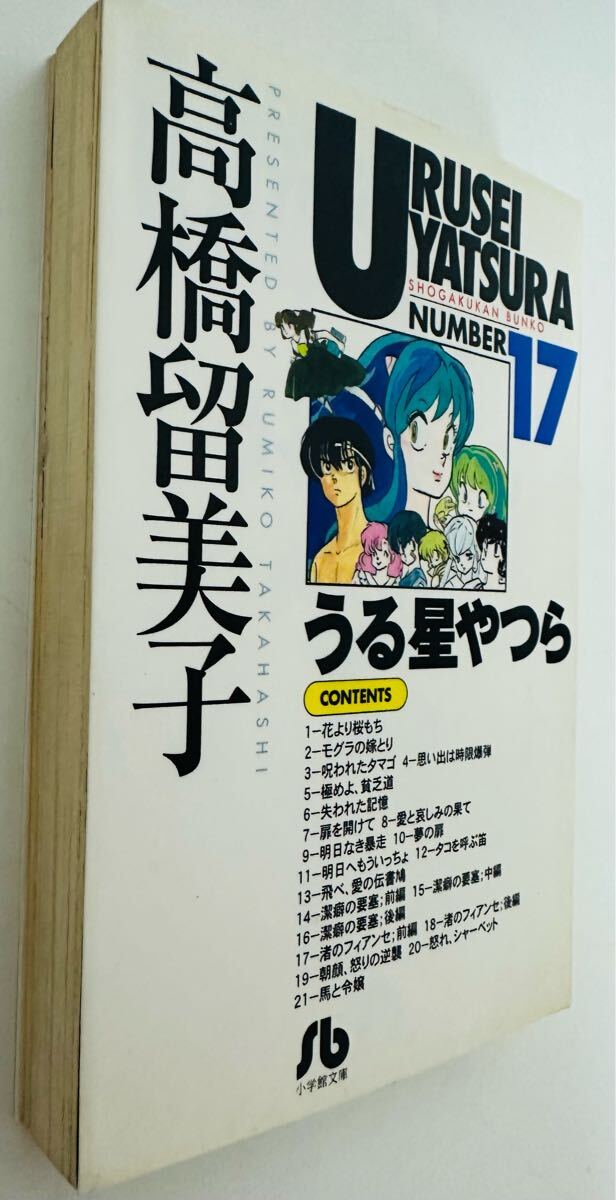 高橋留美子
PRESENTED BY RUMIKO TAKAHASHI
URUSEI
YATSURA
SHOGAKUKAN BUNKO
NUMBER 17
うる星やつら
CONTENTS
1−花より桜もち
2−モグラの嫁とり
3−呪われたタマゴ 4−思い出は時限爆弾
5−極めよ、貧乏道
6−失われた記憶
7−扉を開けて 8−愛と哀しみの果て
9−明日なき暴走 10−夢の扉
11−明日へもういっちょ 12−タコを呼ぶ笛
13−飛べ、愛の伝書鳩
14−潔癖の要塞;前編 15−潔癖の要塞;中編
16−潔癖の要塞;後編
17−渚のフィアンセ;前編 18−渚のフィアンセ;後編
19−朝顔、怒りの逆襲 20−怒れ、シャーベット
21−馬と令嬢
Sb
小学館文庫